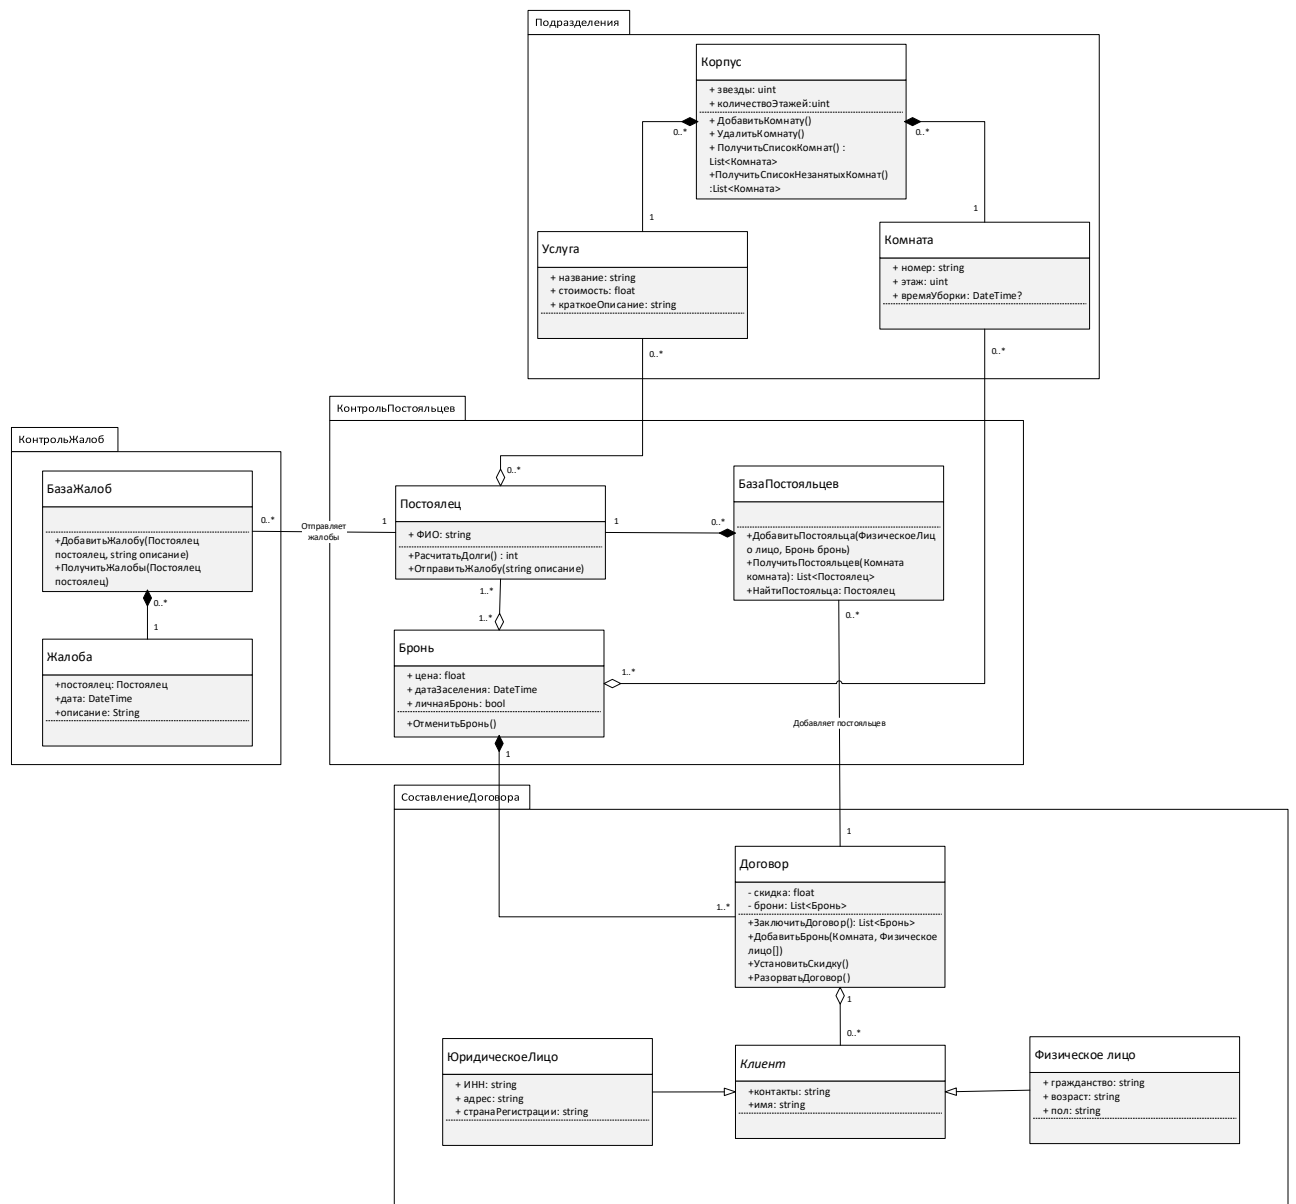 Подразделения
Корпус
+ звезды: uint
+ количествоЭтажей:uint
+ ДобавитьКомнату()
+ УдалитьКомнату()
+ ПолучитьСписокКомнат() :
List<Комната>
+ПолучитьСписокНезанятыхКомнат()
:List<Комната>
0..*
0..*
1
1
Услуга
+ название: string
+ стоимость: float
+ краткоеОписание: string
Комната
+ номер: string
+ этаж: uint
+ времяУборки: DateTime?
0..*
0..*
КонтрольПостояльцев
КонтрольЖалоб
БазаЖалоб
+ДобавитьЖалобу(Постоялец
постоялец, string описание)
+ПолучитьЖалобы(Постоялец
постоялец)
0..*
Отправляет
жалобы
1
0..*
Постоялец
+ ФИО: string
+РасчитатьДолги() : int
+ОтправитьЖалобу(string описание)
1
0..*
БазаПостояльцев
+ДобавитьПостояльца(ФизическоеЛиц
о лицо, Бронь бронь)
+ПолучитьПостояльцев(Комната
комната): List<Постоялец>
+НайтиПостояльца: Постоялец
0..*
1
Жалоба
+постоялец: Постоялец
+дата: DateTime
+описание: String
1..*
1..*
0..*
Бронь
+ цена: float
+ датаЗаселения: DateTime
+ личнаяБронь: bool
+ОтменитьБронь()
1..*
1
Добавляет постояльцев
СоставлениеДоговора
1
Договор
- скидка: float
- брони: List<Бронь>
+ЗаключитьДоговор(): List<Бронь>
+ДобавитьБронь(Комната, Физическое
лицо[])
+УстановитьСкидку()
+РазорватьДоговор()
1..*
1
0..*
ЮридическоеЛицо
+ ИНН: string
+ адрес: string
+ странаРегистрации: string
Клиент
+контакты: string
+имя: string
Физическое лицо
+ гражданство: string
+ возраст: string
+ пол: string